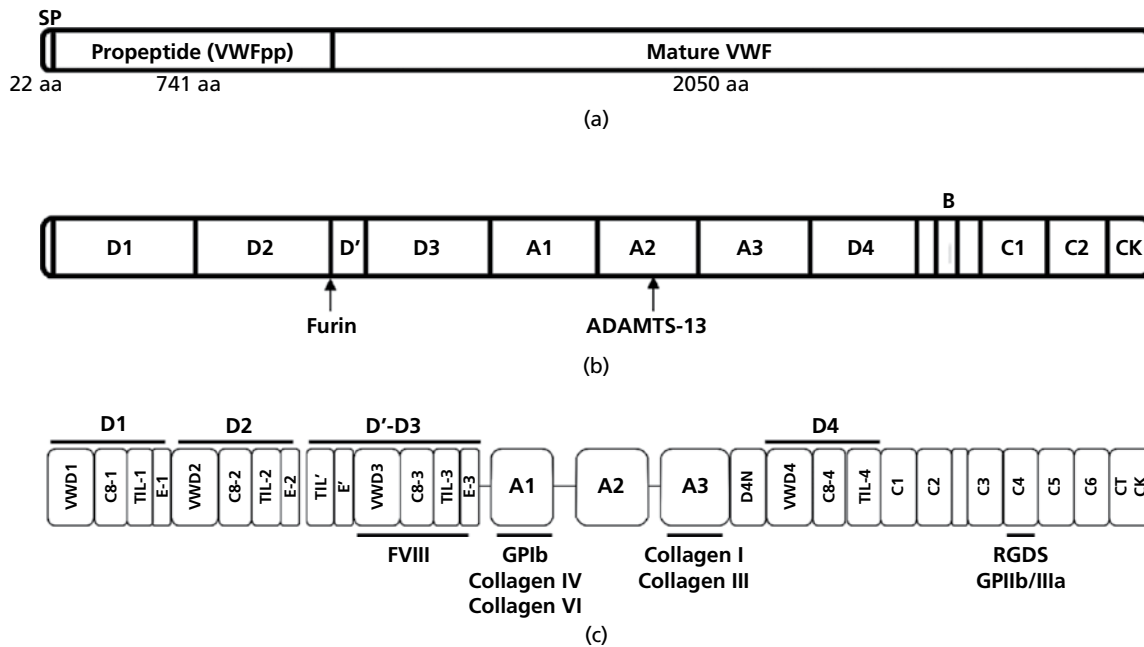 SP
Propeptide (VWFpp) Mature VWF
22 aa 741 aa 2050 aa
(a)
B
D1 D2 D' D3 A1 A2 A3 D4 C1 C2 CK
Furin ADAMTS-13
(b)
D1 D2 D'-D3 D4
VWD1 C8-1 TIL-1 E-1 VWD2 C8-2 TIL-2 E-2 TIL' E' VWD3 C8-3 TIL-3 E-3 A1 A2 A3 D4N VWD4 C8-4 TIL-4 C1 C2 C3 C4 C5 C6 CT CK
FVIII GPIb Collagen I RGDS
Collagen IV Collagen III GPIIb/IIIa
Collagen VI
(c)